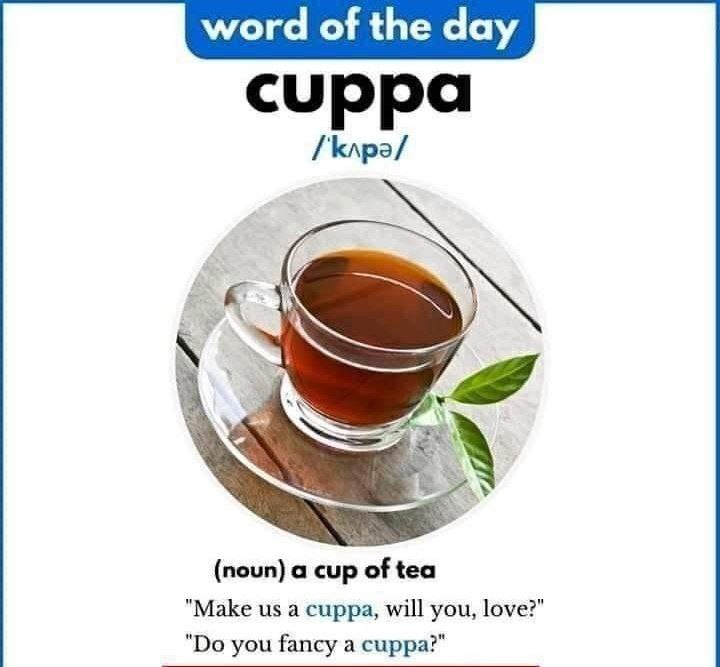 word of the day
cuppa
/ˈkʌpə/
(noun) a cup of tea
"Make us a cuppa, will you, love?"
"Do you fancy a cuppa?"